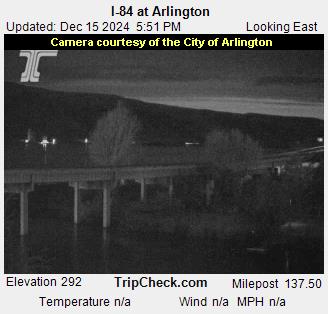 I-84 at Arlington
Updated: Dec 15 2024 5:51 PM Looking East
Camera courtesy of the City of Arlington
Elevation 292 TripCheck.com Milepost 137.50
Temperature n/a Wind n/a MPH n/a